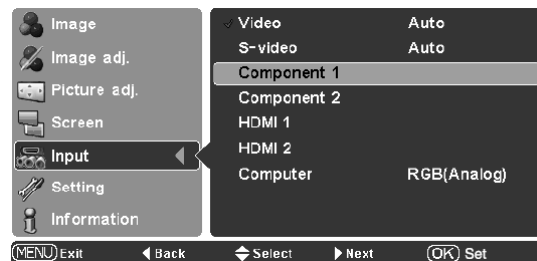 Image
Image adj.
Picture adj.
Screen
Input
Setting
Information
Video Auto
S-video Auto
Component 1
Component 2
HDMI 1
HDMI 2
Computer RGB(Analog)
MENU Exit Back Select Next OK Set